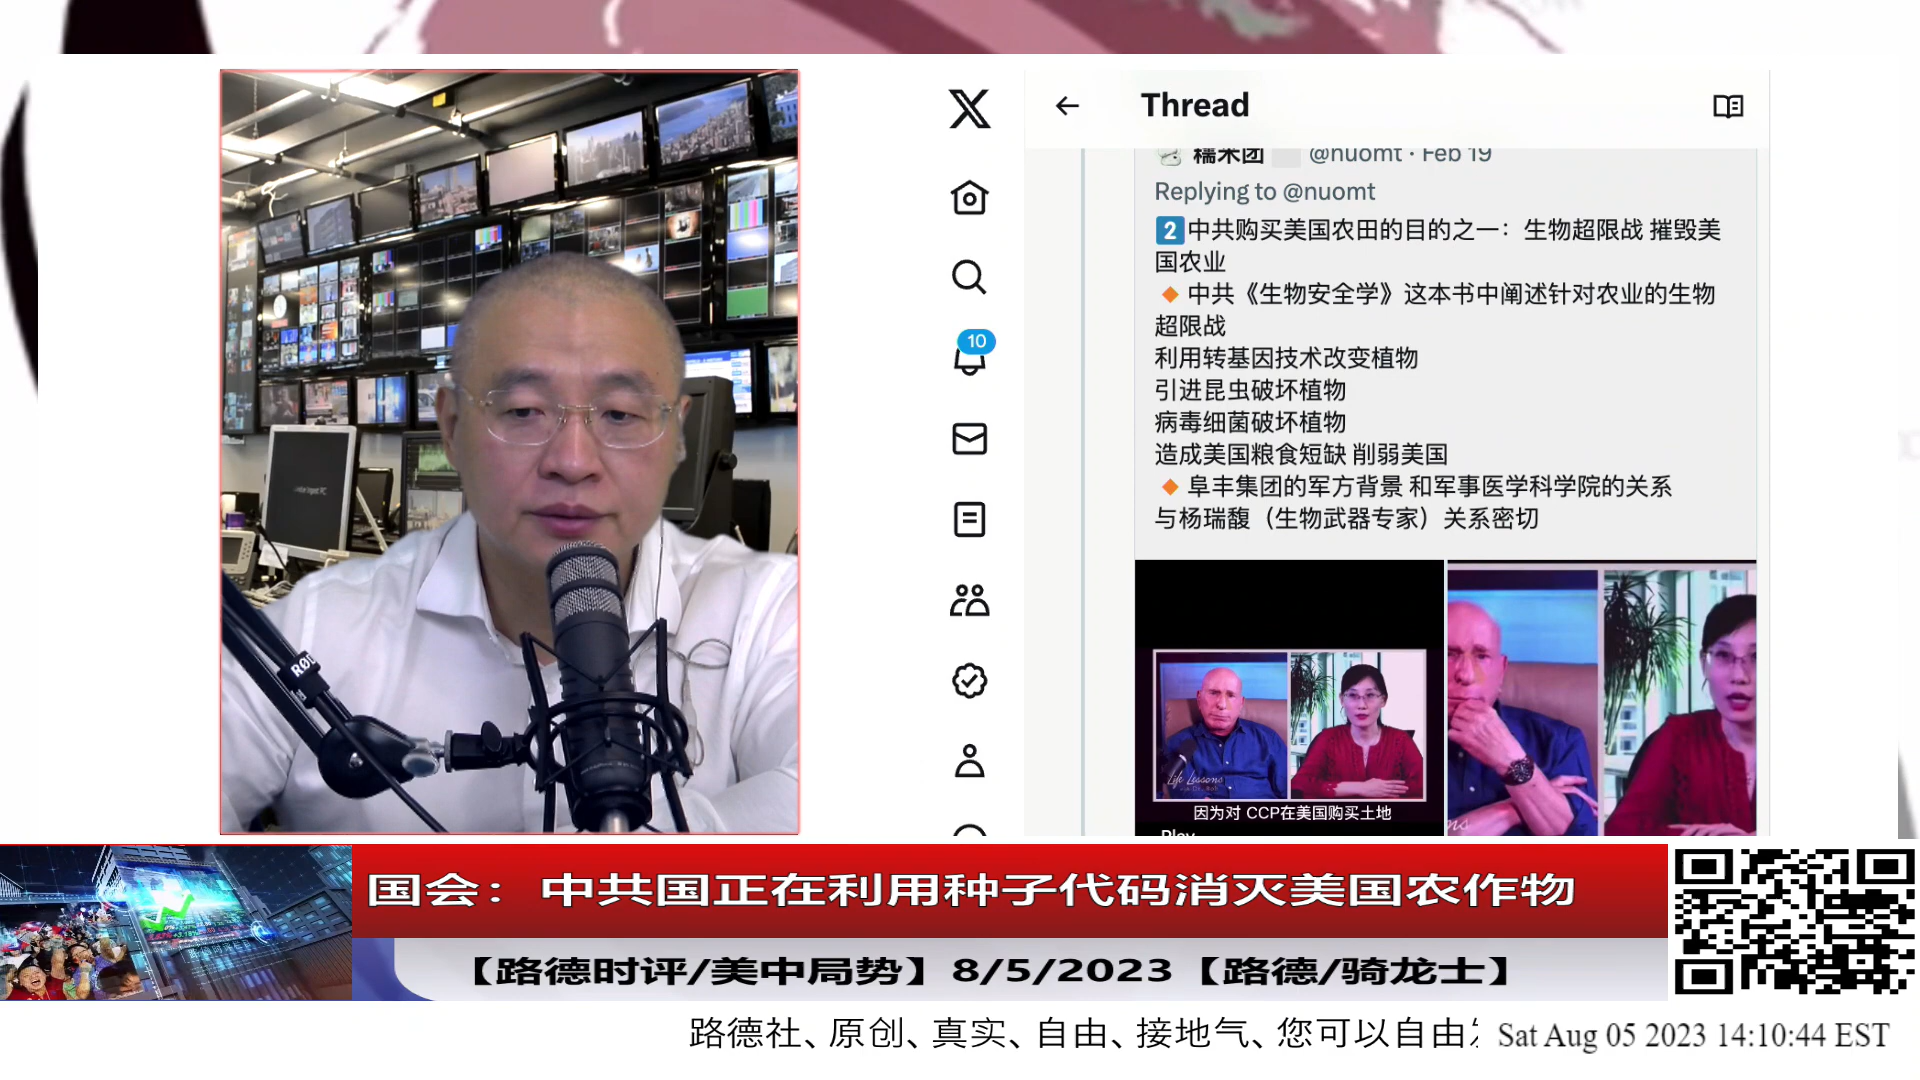 Thread
糯米团 @nuomt · Feb 19
Replying to @nuomt
2 中共购买美国农田的目的之一：生物超限战 摧毁美
国农业
🔸中共《生物安全学》这本书中阐述针对农业的生物
超限战
利用转基因技术改变植物
引进昆虫破坏植物
病毒细菌破坏植物
造成美国粮食短缺 削弱美国
🔸阜丰集团的军方背景 和军事医学科学院的关系
与杨瑞馥（生物武器专家）关系密切
10
RØD
Life Lessons
因为对 CCP在美国购买土地
Play
国会：中共国正在利用种子代码消灭美国农作物
【路德时评/美中局势】8/5/2023【路德/骑龙士】
路德社、原创、真实、自由、接地气、您可以自由
Sat Aug 05 2023 14:10:44 EST